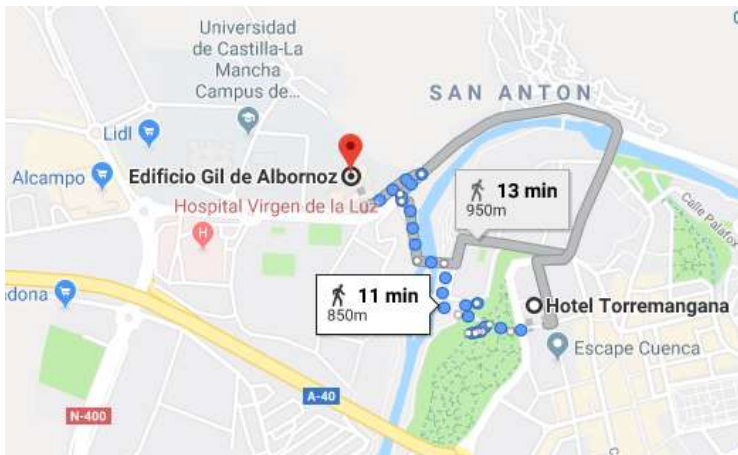 Universidad
de Castilla-La
Mancha
Campus de...
SAN ANTON
Lidl
Alcampo
Edificio Gil de Albornoz
Hospital Virgen de la Luz
H
13 min
950m
Calle Palafox
11 min
850m
Hotel Torremangana
Escape Cuenca
A-40
N-400